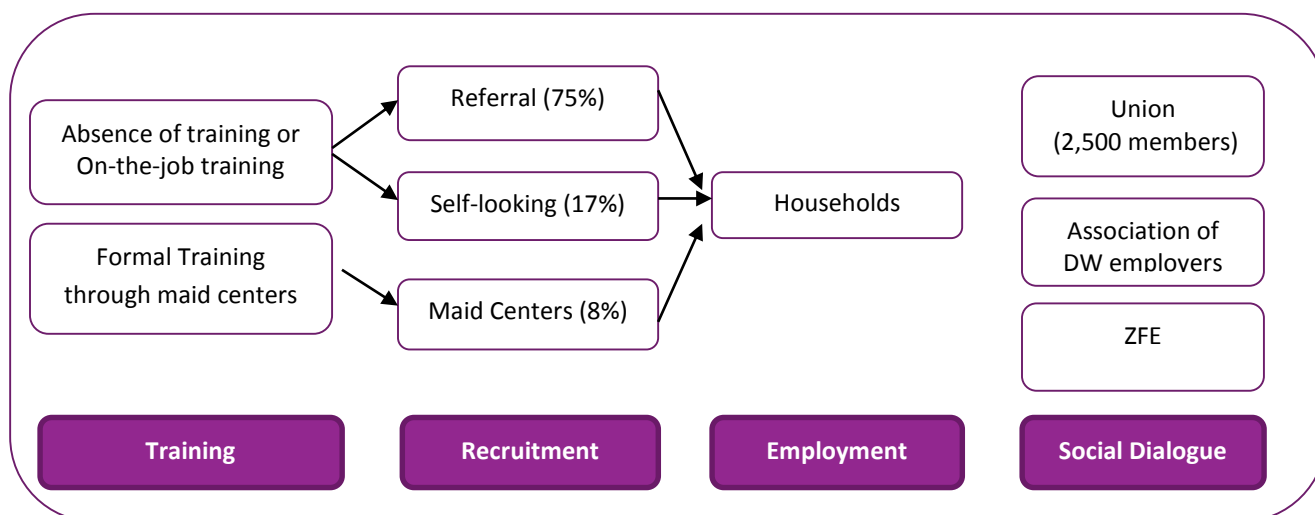 Absence of training or
On-the-job training
Formal Training
through maid centers
Referral (75%)
Self-looking (17%)
Maid Centers (8%)
Households
Union
(2,500 members)
Association of
DW employers
ZFE
Training
Recruitment
Employment
Social Dialogue